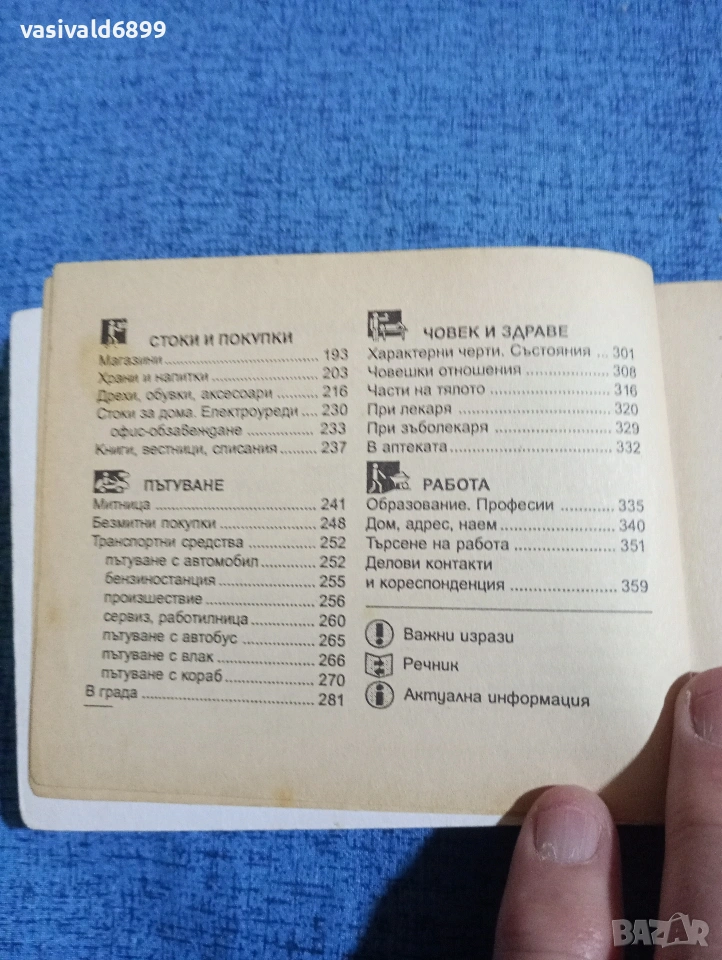 vasivald6899
СТОКИ И ПОКУПКИ
Магазини 193
Храни и напитки 203
Дрехи, обувки, аксесоари 216
Стоки за дома. Електроуреди 230
офис-обзавеждане 233
Книги, вестници, списания 237
ПЪТУВАНЕ
Митница 241
Безмитни покупки 248
Транспортни средства 252
пътуване с автомобил 252
бензиностанция 255
произшествие 256
сервиз, работилница 260
пътуване с автобус 265
пътуване с влак 266
пътуване с кораб 270
В града 281
ЧОВЕК И ЗДРАВЕ
Характерни черти. Състояния ... 301
Човешки отношения 308
Части на тялото 316
При лекаря 320
При зъболекаря 329
В аптеката 332
РАБОТА
Образование. Професии 335
Дом, адрес, наем 340
Търсене на работа 351
Делови контакти
и кореспонденция 359
Важни изрази
Речник
Актуална информация
BAZAR